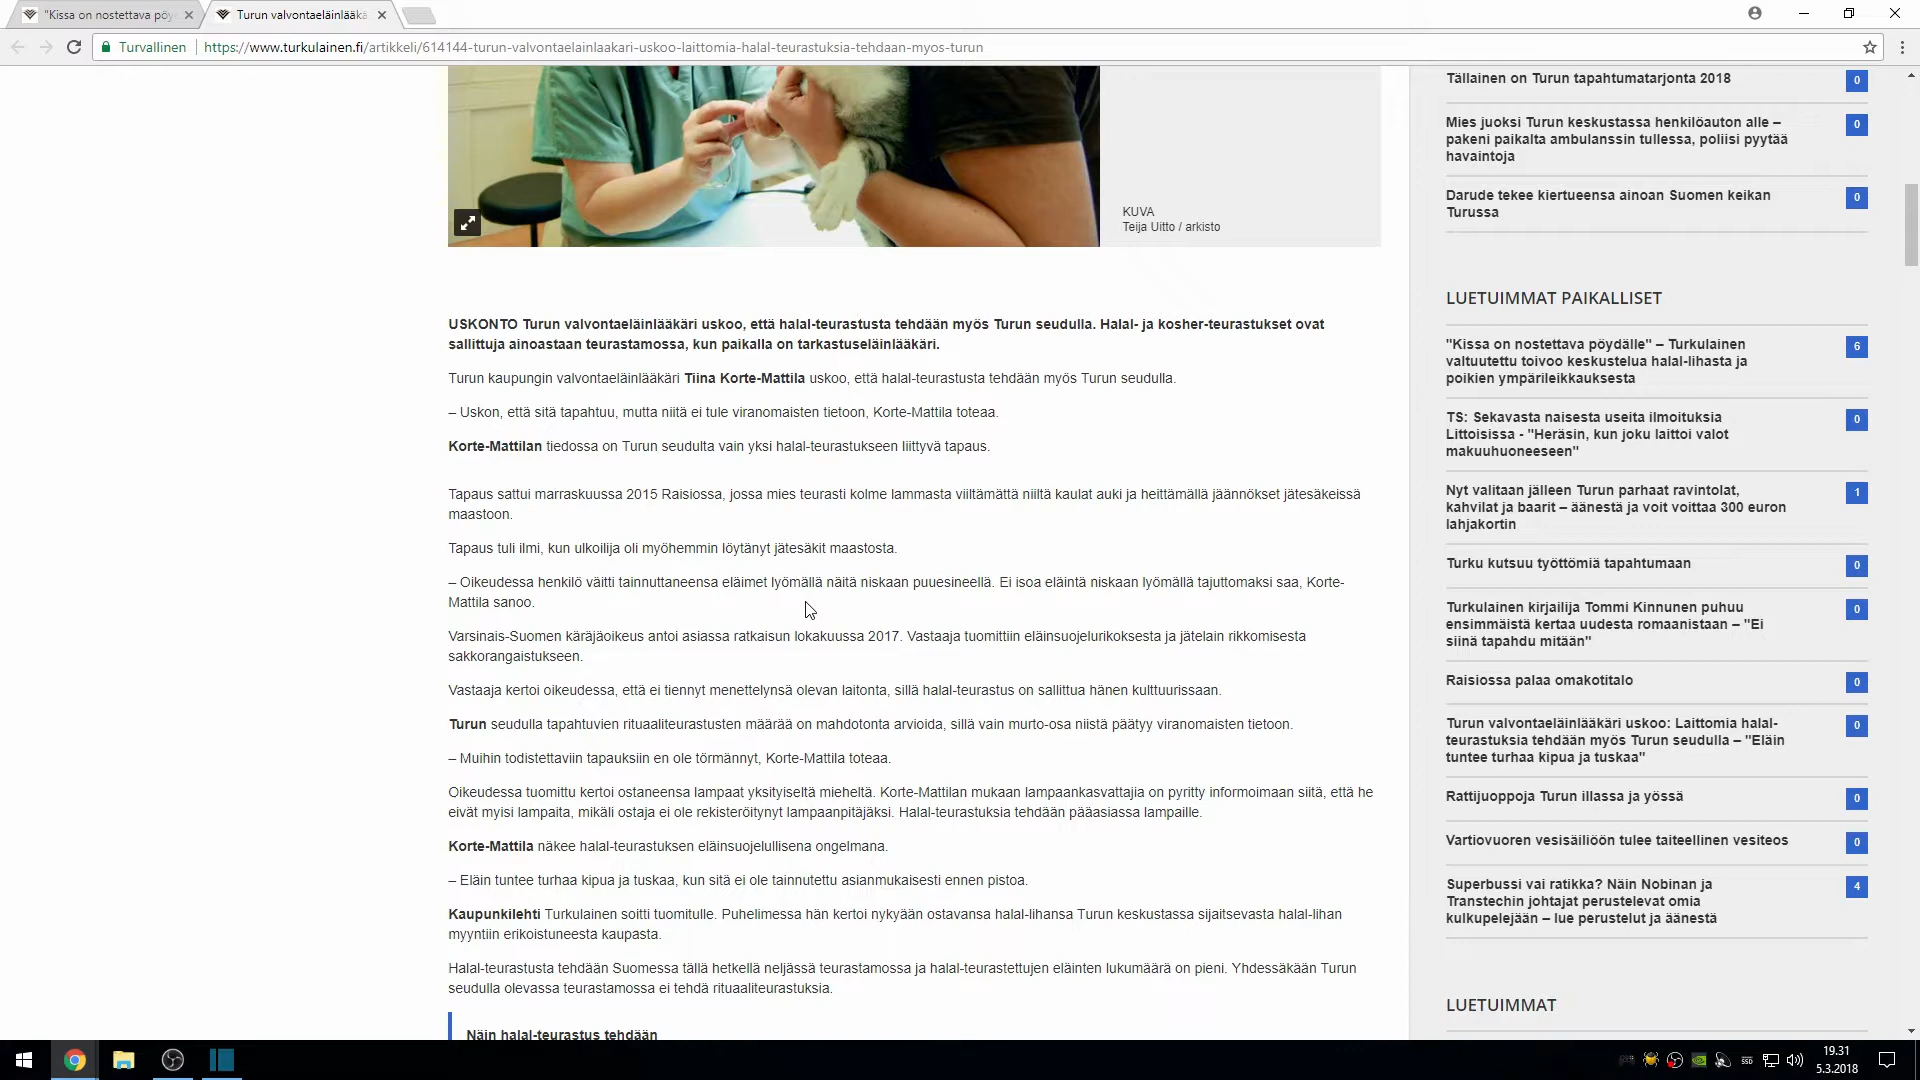 "Kissa on nostettava pöy
Turun valvontaeläinlääkä
Turvallinen
https://www.turkulainen.fi/artikkeli/614144-turun-valvontaelainlaakari-uskoo-laittomia-halal-teurastuksia-tehdaan-myos-turun
KUVA
Teija Uitto / arkisto
USKONTO Turun valvontaeläinlääkäri uskoo, että halal-teurastusta tehdään myös Turun seudulla. Halal- ja kosher-teurastukset ovat
sallittuja ainoastaan teurastamossa, kun paikalla on tarkastuseläinlääkäri.
Turun kaupungin valvontaeläinlääkäri Tiina Korte-Mattila uskoo, että halal-teurastusta tehdään myös Turun seudulla.
– Uskon, että sitä tapahtuu, mutta niitä ei tule viranomaisten tietoon, Korte-Mattila toteaa.
Korte-Mattilan tiedossa on Turun seudulta vain yksi halal-teurastukseen liittyvä tapaus.
Tapaus sattui marraskuussa 2015 Raisiossa, jossa mies teurasti kolme lammasta viiltämättä niiltä kaulat auki ja heittämällä jäännökset jätesäkeissä
maastoon.
Tapaus tuli ilmi, kun ulkoilija oli myöhemmin löytänyt jätesäkit maastosta.
– Oikeudessa henkilö väitti tainnuttaneensa eläimet lyömällä näitä niskaan puuesineellä. Ei isoa eläintä niskaan lyömällä tajuttomaksi saa, Korte-
Mattila sanoo.
Varsinais-Suomen käräjäoikeus antoi asiassa ratkaisun lokakuussa 2017. Vastaaja tuomittiin eläinsuojelurikoksesta ja jätelain rikkomisesta
sakkorangaistukseen.
Vastaaja kertoi oikeudessa, että ei tiennyt menettelynsä olevan laitonta, sillä halal-teurastus on sallittua hänen kulttuurissaan.
Turun seudulla tapahtuvien rituaaliteurastusten määrää on mahdotonta arvioida, sillä vain murto-osa niistä päätyy viranomaisten tietoon.
– Muihin todistettaviin tapauksiin en ole törmännyt, Korte-Mattila toteaa.
Oikeudessa tuomittu kertoi ostaneensa lampaat yksityiseltä mieheltä. Korte-Mattilan mukaan lampaankasvattajia on pyritty informoimaan siitä, että he
eivät myisi lampaita, mikäli ostaja ei ole rekisteröitynyt lampaanpitäjäksi. Halal-teurastuksia tehdään pääasiassa lampaille.
Korte-Mattila näkee halal-teurastuksen eläinsuojelullisena ongelmana.
– Eläin tuntee turhaa kipua ja tuskaa, kun sitä ei ole tainnutettu asianmukaisesti ennen pistoa.
Kaupunkilehti Turkulainen soitti tuomitulle. Puhelimessa hän kertoi nykyään ostavansa halal-lihansa Turun keskustassa sijaitsevasta halal-lihan
myyntiin erikoistuneesta kaupasta.
Halal-teurastusta tehdään Suomessa tällä hetkellä neljässä teurastamossa ja halal-teurastettujen eläinten lukumäärä on pieni. Yhdessäkään Turun
seudulla olevassa teurastamossa ei tehdä rituaaliteurastuksia.
Näin halal-teurastus tehdään
Tällainen on Turun tapahtumatarjonta 2018
0
Mies juoksi Turun keskustassa henkilöauton alle –
pakeni paikalta ambulanssin tullessa, poliisi pyytää
havaintoja
0
Darude tekee kiertueensa ainoan Suomen keikan
Turussa
0
LUETUIMMAT PAIKALLISET
"Kissa on nostettava pöydälle" – Turkulainen
valtuutettu toivoo keskustelua halal-lihasta ja
poikien ympärileikkauksesta
6
TS: Sekavasta naisesta useita ilmoituksia
Littoisissa - "Heräsin, kun joku laittoi valot
makuuhuoneeseen"
0
Nyt valitaan jälleen Turun parhaat ravintolat,
kahvilat ja baarit – äänestä ja voit voittaa 300 euron
lahjakortin
1
Turku kutsuu työttömiä tapahtumaan
0
Turkulainen kirjailija Tommi Kinnunen puhuu
ensimmäistä kertaa uudesta romaanistaan – "Ei
siinä tapahdu mitään"
0
Raisiossa palaa omakotitalo
0
Turun valvontaeläinlääkäri uskoo: Laittomia halal-
teurastuksia tehdään myös Turun seudulla – "Eläin
tuntee turhaa kipua ja tuskaa"
0
Rattijuoppoja Turun illassa ja yössä
0
Vartiovuoren vesisäiliöön tulee taiteellinen vesiteos
0
Superbussi vai ratikka? Näin Nobinan ja
Transtechin johtajat perustelevat omia
kulkupelejään – lue perustelut ja äänestä
4
LUETUIMMAT
SSD
19.31
5.3.2018